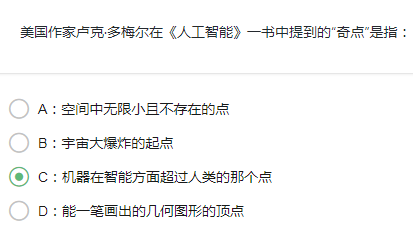 美国作家卢克·多梅尔在《人工智能》一书中提到的“奇点”是指：
A：空间中无限小且不存在的点
B：宇宙大爆炸的起点
C：机器在智能方面超过人类的那个点
D：能一笔画出的几何图形的顶点